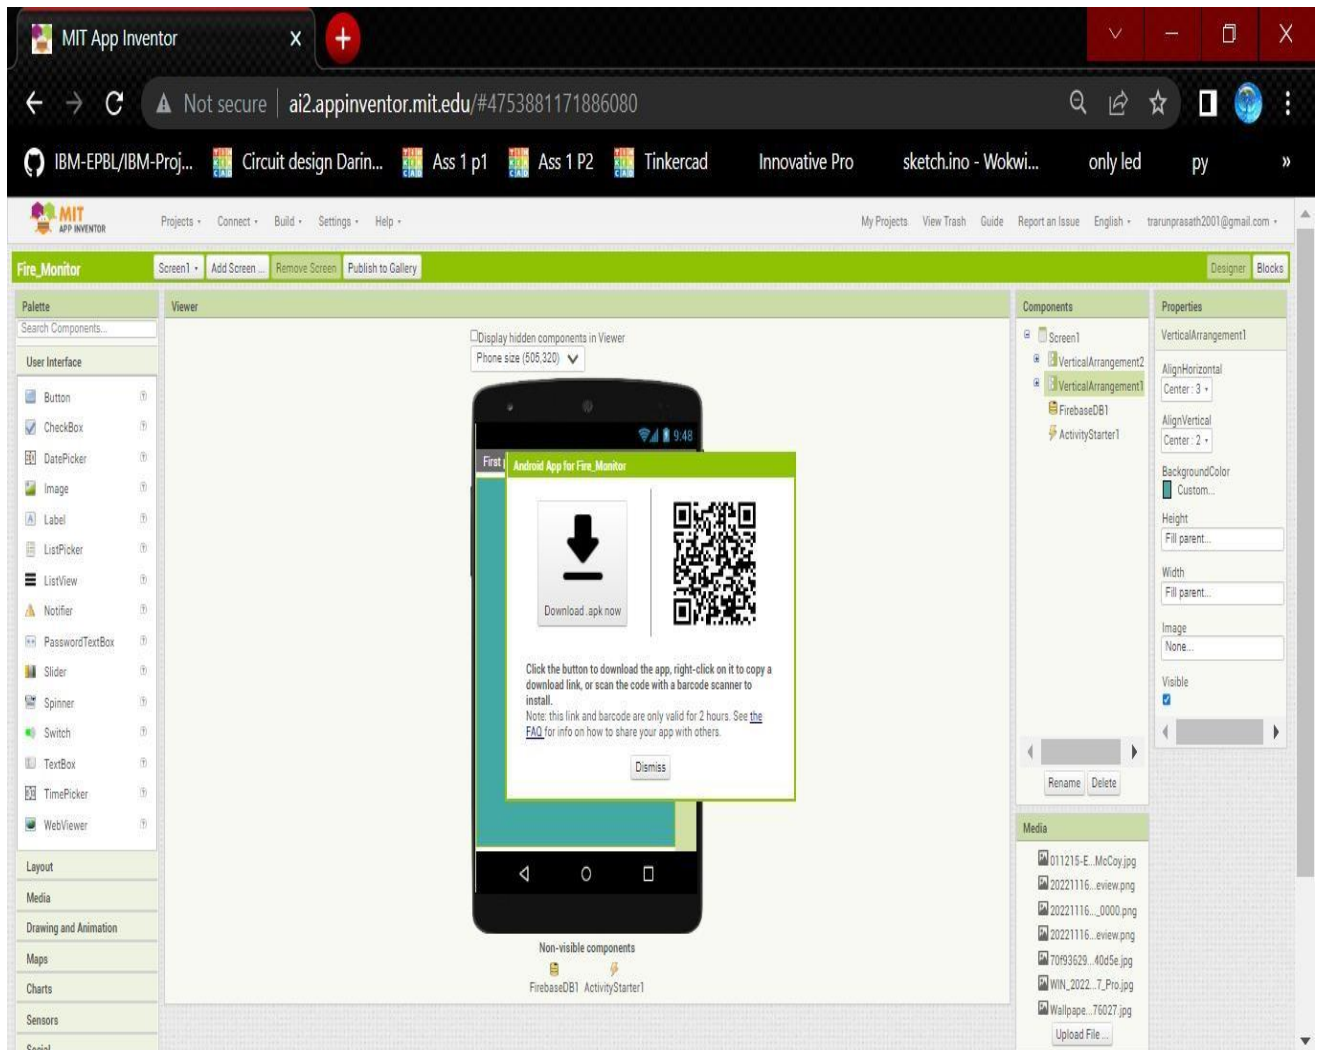 MIT App Inventor
Not secure ai2.appinventor.mit.edu/#4753881171886080
IBM-EPBL/IBM-Proj... Circuit design Darin... Ass 1 p1 Ass 1 P2 Tinkercad Innovative Pro sketch.ino - Wokwi... only led py »
MIT
APP INVENTOR
Projects Connect Build Settings Help My Projects View Trash Guide Report an Issue English trarunprasath2001@gmail.com
Fire_Monitor Screen1 Add Screen ... Remove Screen Publish to Gallery Designer Blocks
Palette
Search Components...
User Interface
Button
CheckBox
DatePicker
Image
Label
ListPicker
ListView
Notifier
PasswordTextBox
Slider
Spinner
Switch
TextBox
TimePicker
WebViewer
Layout
Media
Drawing and Animation
Maps
Charts
Sensors
Social
Viewer
Display hidden components in Viewer
Phone size (505,320)
9:48
First
Android App for Fire_Monitor
Download .apk now
Click the button to download the app, right-click on it to copy a
download link, or scan the code with a barcode scanner to
install.
Note: this link and barcode are only valid for 2 hours. See the
FAQ for info on how to share your app with others.
Dismiss
Non-visible components
FirebaseDB1 ActivityStarter1
Components
Screen1
VerticalArrangement2
VerticalArrangement1
FirebaseDB1
ActivityStarter1
Rename Delete
Media
011215-E...McCoy.jpg
20221116...eview.png
20221116..._0000.png
20221116...eview.png
70f93629...40d5e.jpg
WIN_2022...7_Pro.jpg
Wallpape...76027.jpg
Upload File ...
Properties
VerticalArrangement1
AlignHorizontal
Center : 3
AlignVertical
Center : 2
BackgroundColor
Custom...
Height
Fill parent...
Width
Fill parent...
Image
None...
Visible